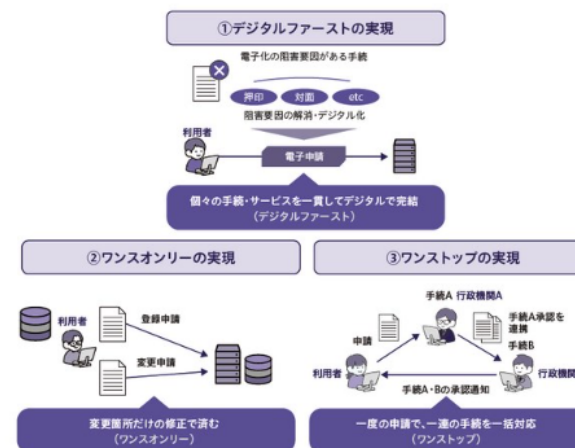 ①デジタルファーストの実現
電子化の阻害要因がある手続
押印 対面 etc
阻害要因の解消・デジタル化
利用者
電子申請
個々の手続・サービスを一貫してデジタルで完結
(デジタルファースト)
②ワンスオンリーの実現
利用者
登録申請
変更申請
変更箇所だけの修正で済む
(ワンスオンリー)
③ワンストップの実現
手続A 行政機関A
申請
手続A承認を
連携
手続B
利用者
行政機関
手続A・Bの承認通知
一度の申請で、一連の手続を一括対応
(ワンストップ)